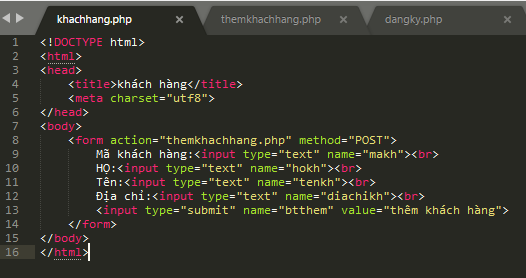 khachhang.php themkhachhang.php dangky.php
1 <!DOCTYPE html>
2 <html>
3 <head>
4 <title>khách hàng</title>
5 <meta charset="utf8">
6 </head>
7 <body>
8 <form action="themkhachhang.php" method="POST">
9 Mã khách hàng:<input type="text" name="makh"><br>
10 HỌ:<input type="text" name="hokh"><br>
11 Tên:<input type="text" name="tenkh"><br>
12 Địa chỉ:<input type="text" name="diachikh"><br>
13 <input type="submit" name="btthem" value="thêm khách hàng">
14 </form>
15 </body>
16 </html>